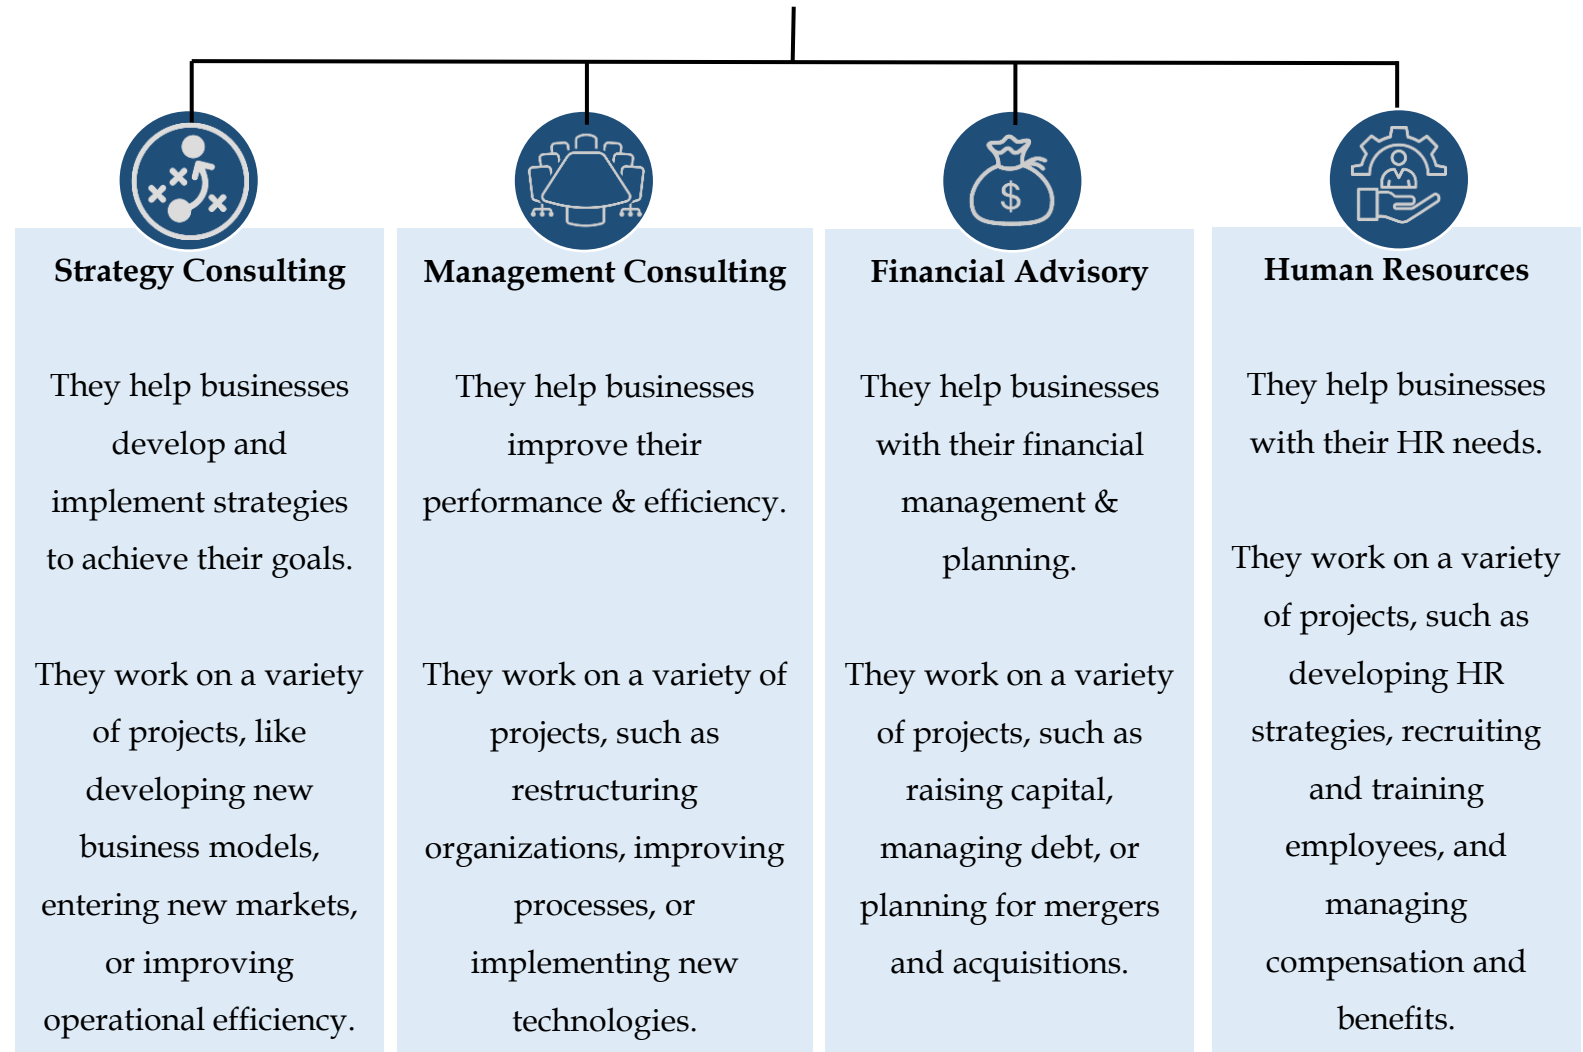 Strategy Consulting
They help businesses
develop and
implement strategies
to achieve their goals.
They work on a variety
of projects, like
developing new
business models,
entering new markets,
or improving
operational efficiency.
Management Consulting
They help businesses
improve their
performance & efficiency.
They work on a variety of
projects, such as
restructuring
organizations, improving
processes, or
implementing new
technologies.
$
Financial Advisory
They help businesses
with their financial
management &
planning.
They work on a variety
of projects, such as
raising capital,
managing debt, or
planning for mergers
and acquisitions.
Human Resources
They help businesses
with their HR needs.
They work on a variety
of projects, such as
developing HR
strategies, recruiting
and training
employees, and
managing
compensation and
benefits.